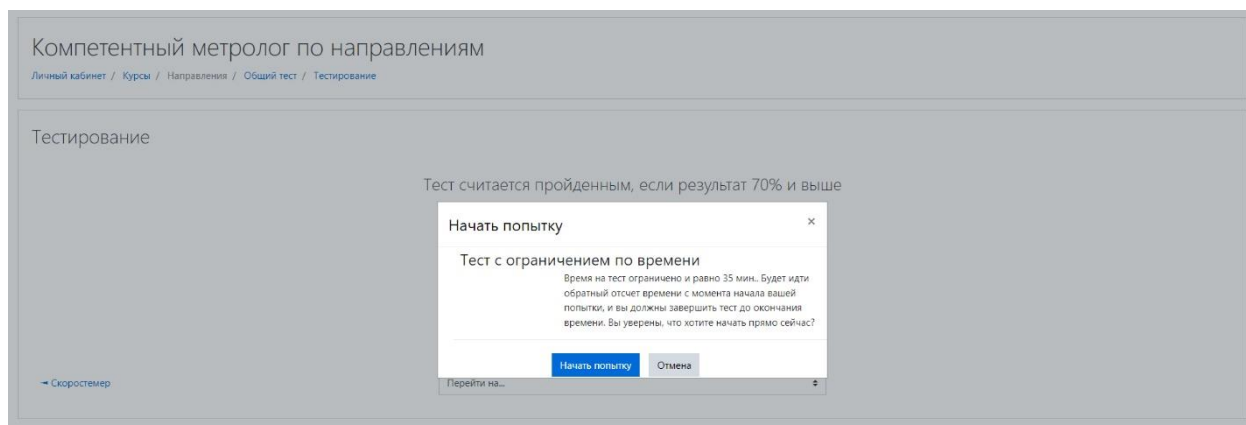 Компетентный метролог по направлениям
Личный кабинет / Курсы / Направления / Общий тест / Тестирование
Тестирование
Тест считается пройденным, если результат 70% и выше
Начать попытку ×
Тест с ограничением по времени
Время на тест ограничено и равно 35 мин.. Будет идти
обратный отсчет времени с момента начала вашей
попытки, и вы должны завершить тест до окончания
времени. Вы уверены, что хотите начать прямо сейчас?
Начать попытку Отмена
◄ Скоростемер Перейти на...